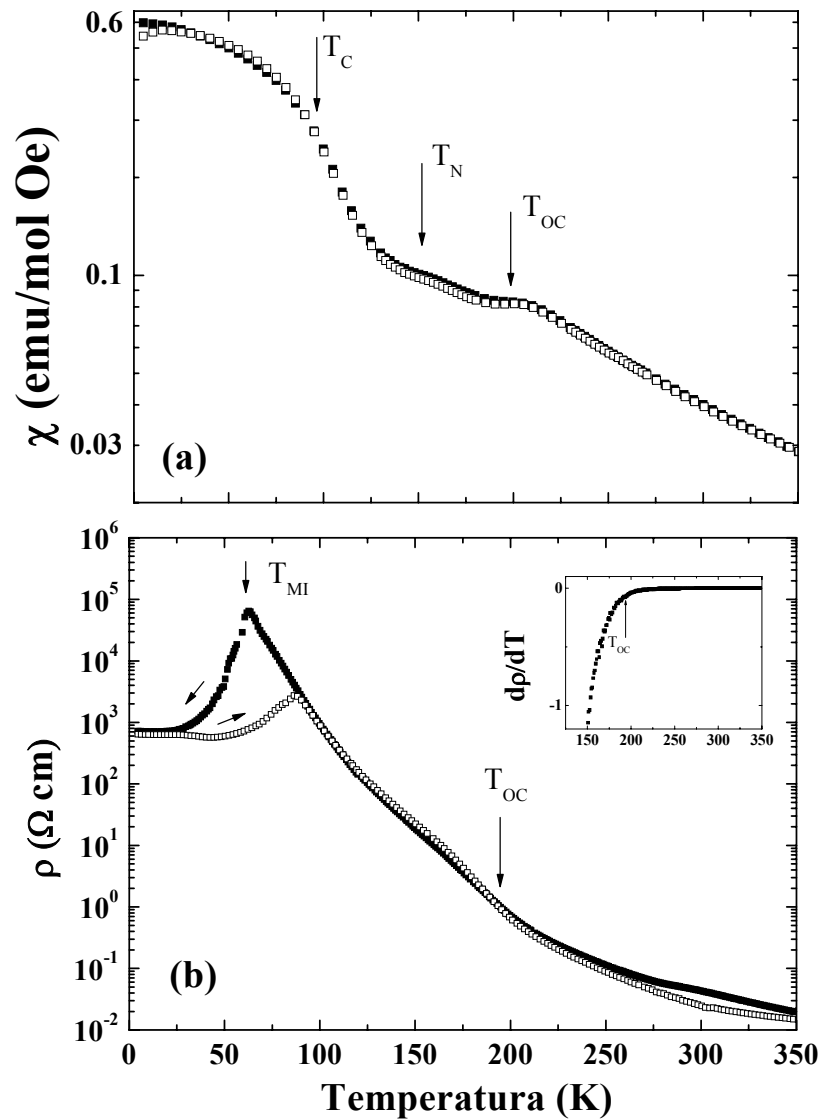 0.6
T_C
T_N
T_OC
0.1
0.03
χ (emu/mol Oe)
(a)
10^6
10^5
10^4
10^3
10^2
10^1
10^0
10^-1
10^-2
ρ (Ω cm)
T_MI
T_OC
(b)
0
-1
dρ/dT
T_OC
150 200 250 300 350
0 50 100 150 200 250 300 350
Temperatura (K)